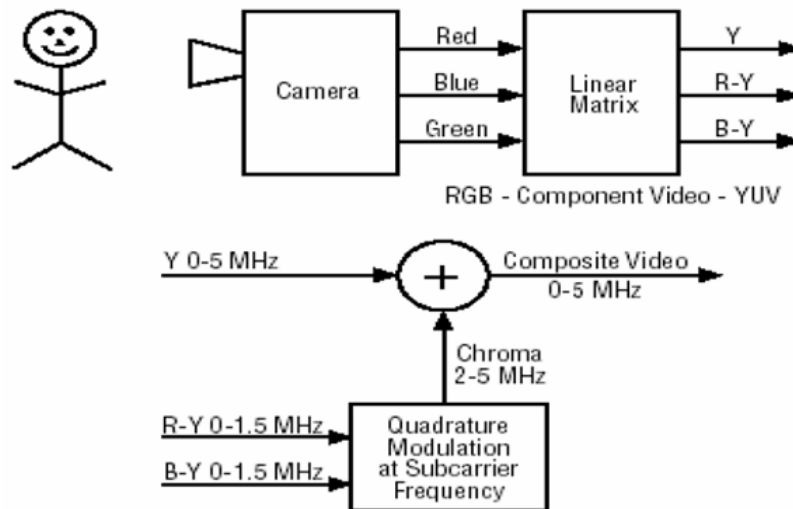 Red
Y
Camera
Blue
Linear
Matrix
R-Y
Green
B-Y
RGB - Component Video - YUV
Y 0-5 MHz
+
Composite Video
0-5 MHz
Chroma
2-5 MHz
R-Y 0-1.5 MHz
B-Y 0-1.5 MHz
Quadrature
Modulation
at Subcarrier
Frequency